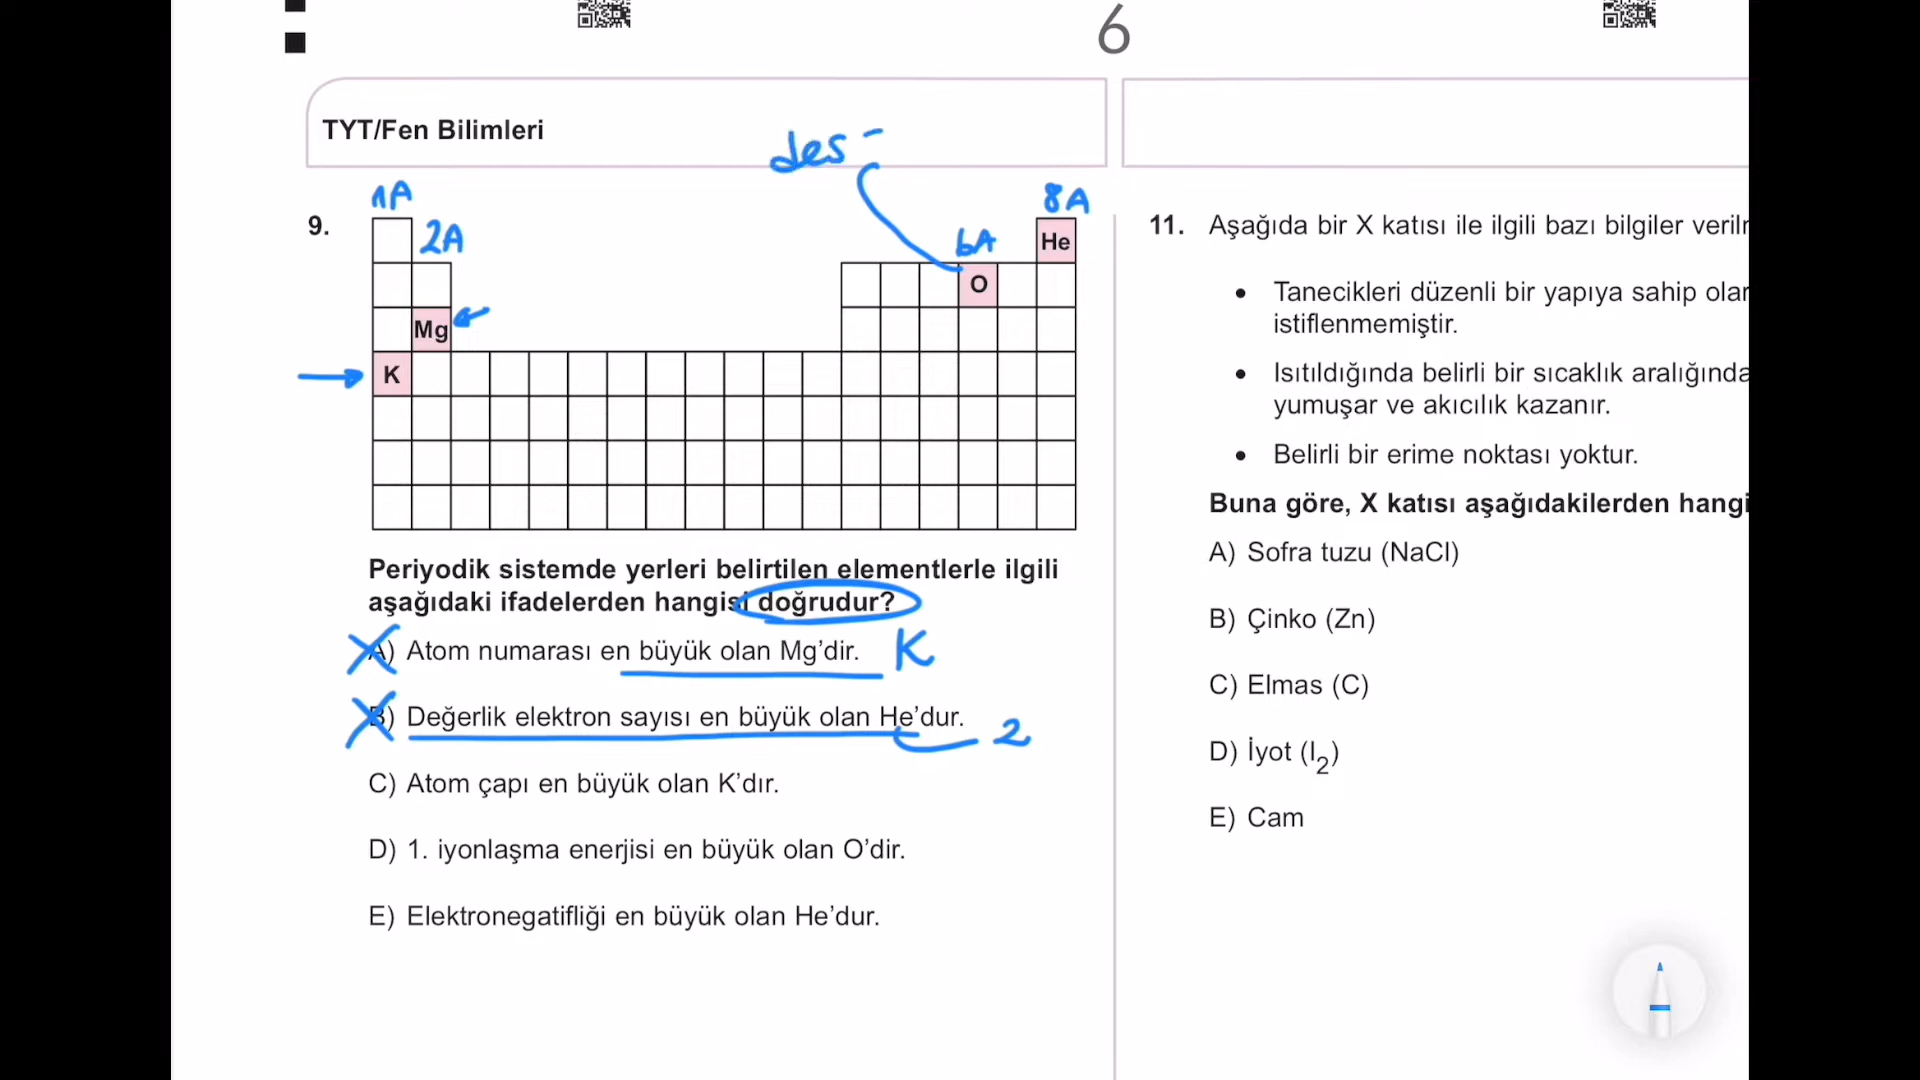 6
TYT/Fen Bilimleri
des -
1A
2A
6A
8A
9.
He
O
Mg
K
Periyodik sistemde yerleri belirtilen elementlerle ilgili
aşağıdaki ifadelerden hangisi doğrudur?
A) Atom numarası en büyük olan Mg’dir. K
B) Değerlik elektron sayısı en büyük olan He’dur. 2
C) Atom çapı en büyük olan K’dır.
D) 1. iyonlaşma enerjisi en büyük olan O’dir.
E) Elektronegatifliği en büyük olan He’dur.
11. Aşağıda bir X katısı ile ilgili bazı bilgiler
• Tanecikleri düzenli bir yapıya sahip
istiflenmemiştir.
• Isıtıldığında belirli bir sıcaklık aralığında
yumuşar ve akıcılık kazanır.
• Belirli bir erime noktası yoktur.
Buna göre, X katısı aşağıdakilerden hangi
A) Sofra tuzu (NaCl)
B) Çinko (Zn)
C) Elmas (C)
D) İyot (I2)
E) Cam